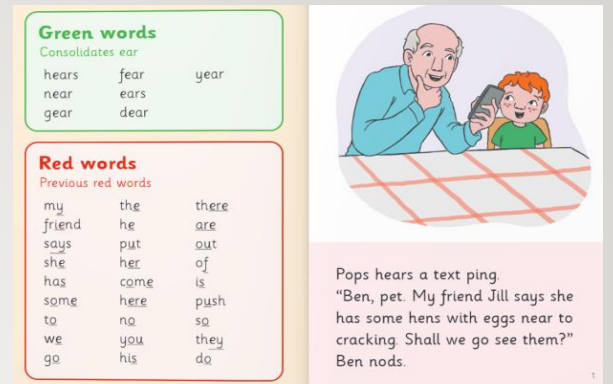 Green words
Consolidates ear
hears fear year
near ears
gear dear
Red words
Previous red words
my the there
friend he are
says put out
she her of
has come is
some here push
to no so
we you they
go his do
Pops hears a text ping.
“Ben, pet. My friend Jill says she
has some hens with eggs near to
cracking. Shall we go see them?”
Ben nods.
1